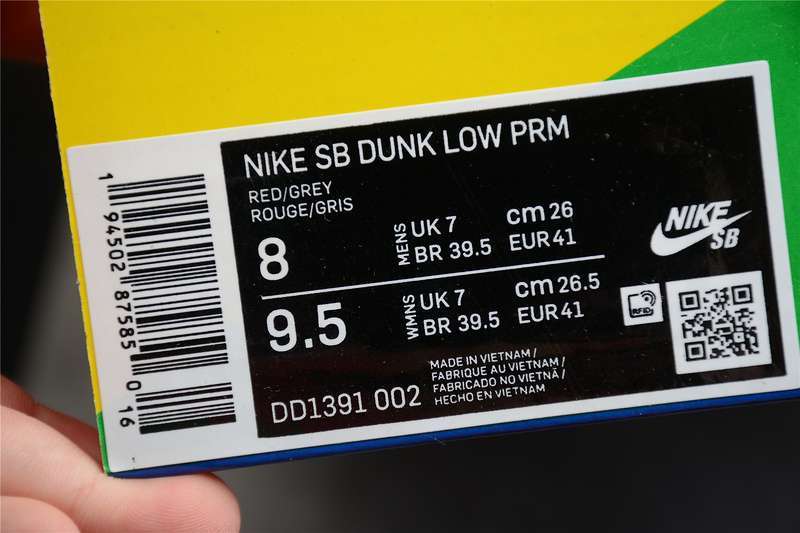 NIKE SB DUNK LOW PRM
RED/GREY
ROUGE/GRIS
8
MENS
UK 7
cm 26
BR 39.5
EUR 41
9.5
WMNS
UK 7
cm 26.5
BR 39.5
EUR 41
NIKE
SB
RFID
DD1391 002
MADE IN VIETNAM /
FABRIQUE AU VIETNAM /
FABRICADO NO VIETNÃ /
HECHO EN VIETNAM
1 94502 87585 0 16